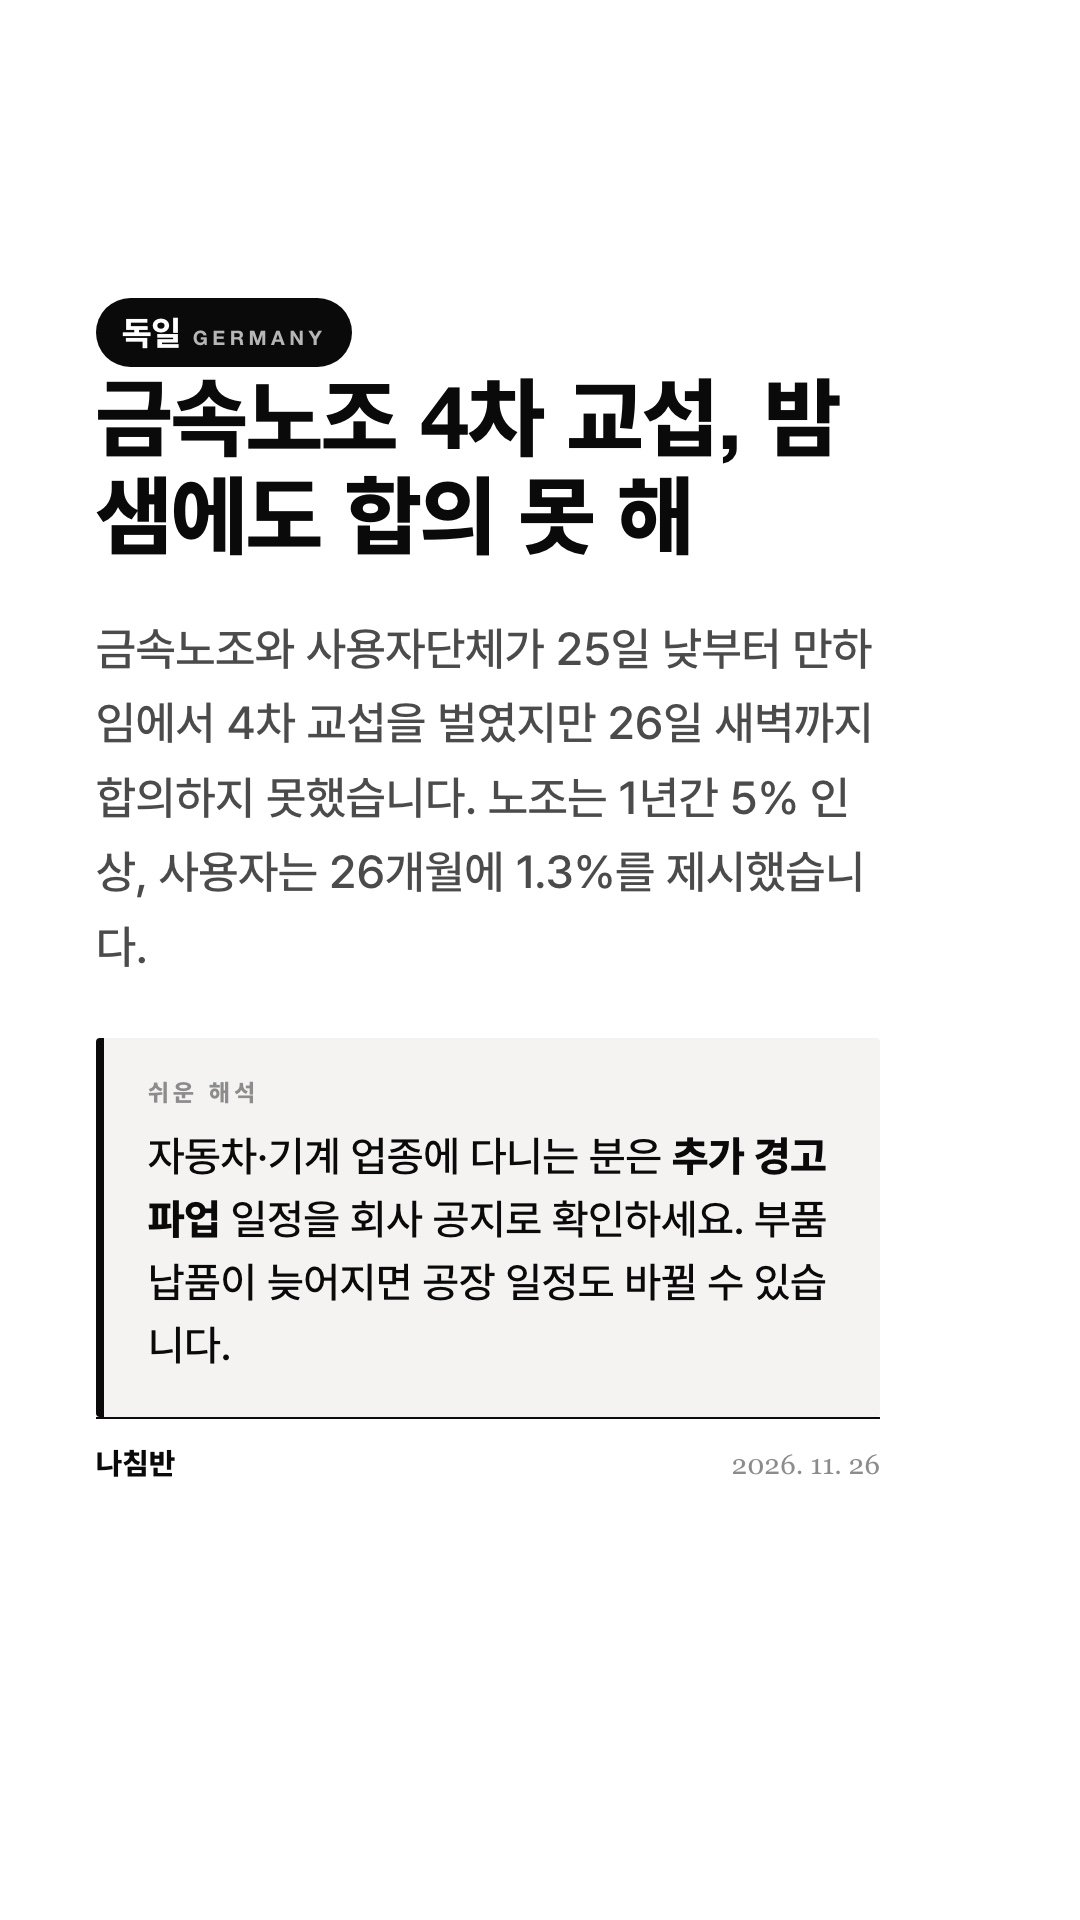 독일 GERMANY
금속노조 4차 교섭, 밤
샘에도 합의 못 해
금속노조와 사용자단체가 25일 낮부터 만하
임에서 4차 교섭을 벌였지만 26일 새벽까지
합의하지 못했습니다. 노조는 1년간 5% 인
상, 사용자는 26개월에 1.3%를 제시했습니
다.
쉬운 해석
자동차·기계 업종에 다니는 분은 추가 경고
파업 일정을 회사 공지로 확인하세요. 부품
납품이 늦어지면 공장 일정도 바뀔 수 있습
니다.
나침반
2026. 11. 26